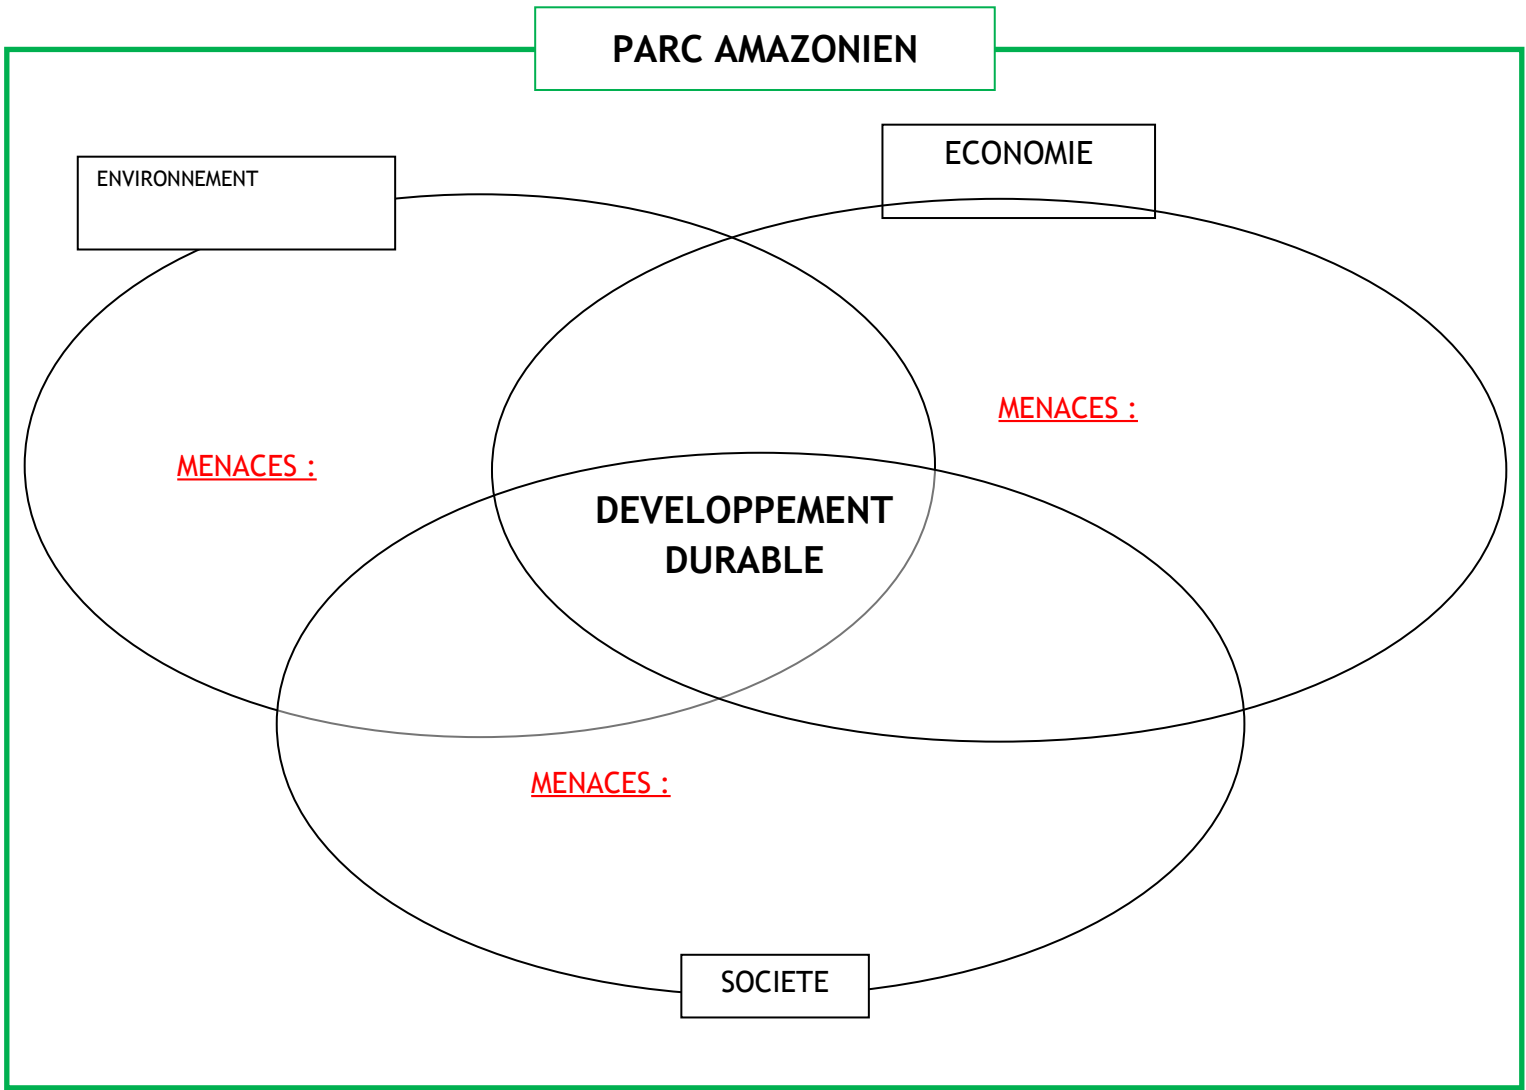 PARC AMAZONIEN
ECONOMIE
ENVIRONNEMENT
MENACES :
MENACES :
DEVELOPPEMENT
DURABLE
MENACES :
SOCIETE